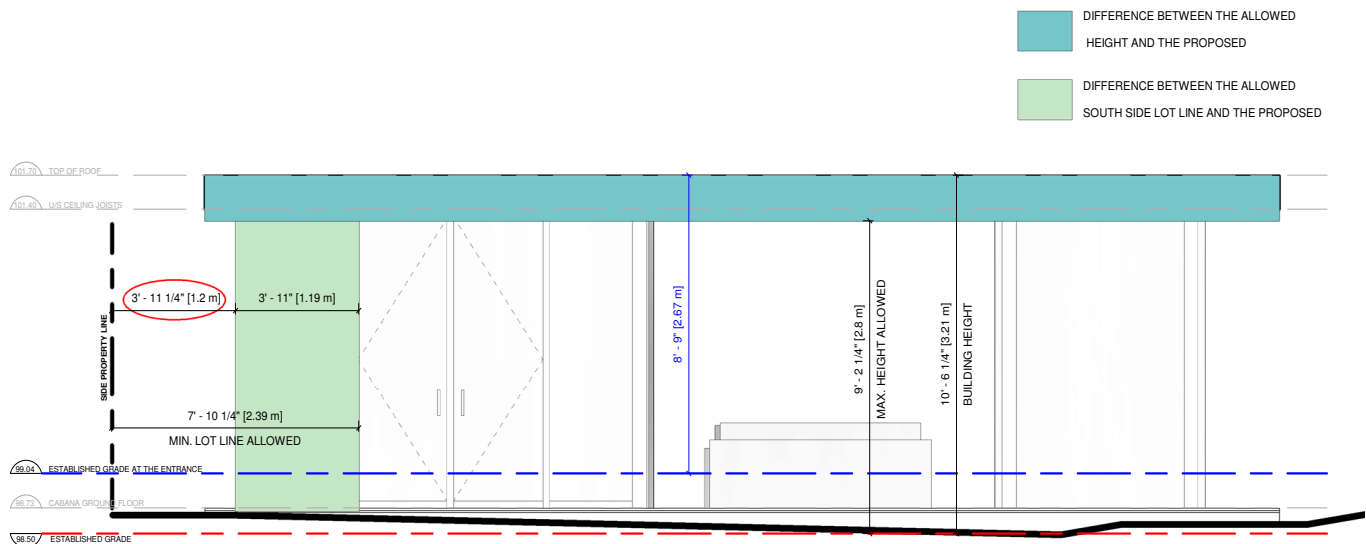 DIFFERENCE BETWEEN THE ALLOWED
HEIGHT AND THE PROPOSED
DIFFERENCE BETWEEN THE ALLOWED
SOUTH SIDE LOT LINE AND THE PROPOSED
101.70 TOP OF ROOF
101.40 U/S CEILING JOISTS
3' - 11 1/4" [1.2 m]
3' - 11" [1.19 m]
SIDE PROPERTY LINE
8' - 9" [2.67 m]
9' - 2 1/4" [2.8 m]
MAX. HEIGHT ALLOWED
10' - 6 1/4" [3.21 m]
BUILDING HEIGHT
7' - 10 1/4" [2.39 m]
MIN. LOT LINE ALLOWED
99.04 ESTABLISHED GRADE AT THE ENTRANCE
98.73 CABANA GROUND FLOOR
98.50 ESTABLISHED GRADE